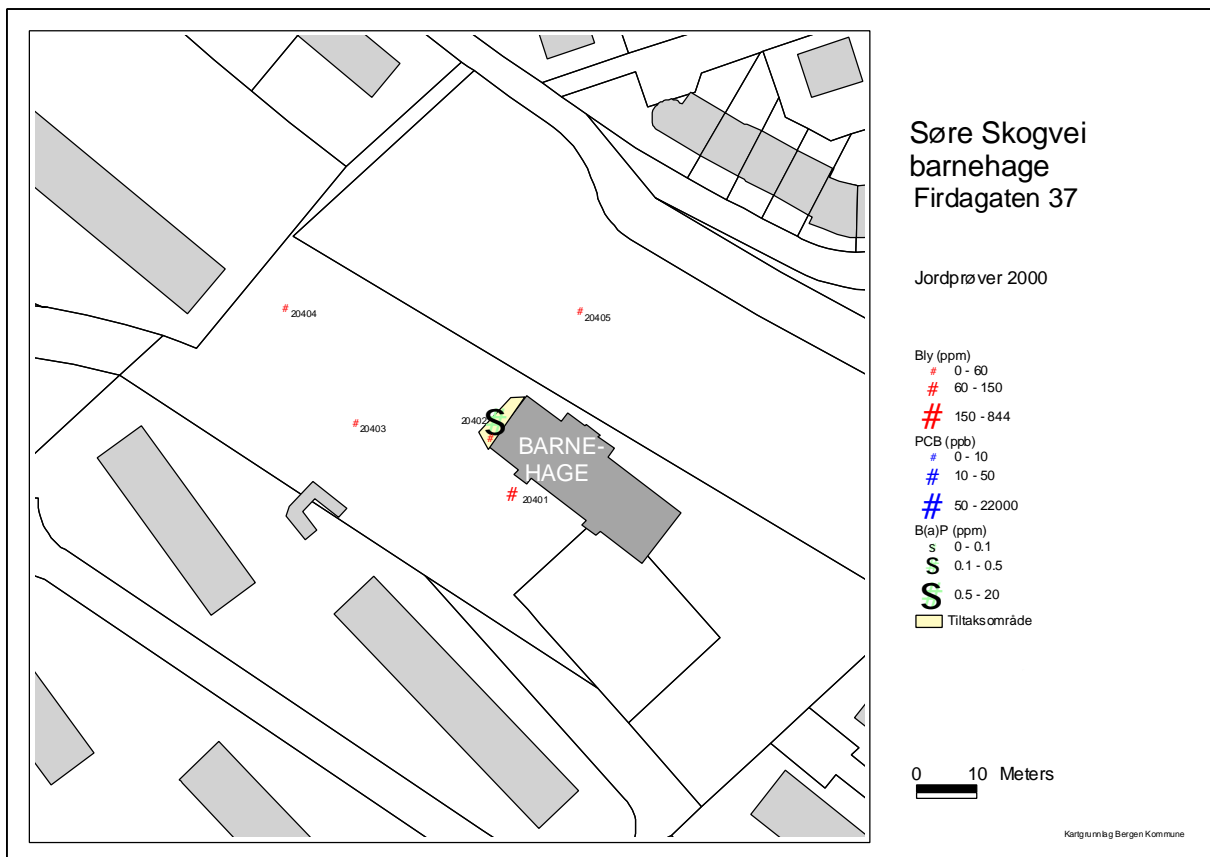 Søre Skogvei
barnehage
Firdagaten 37
Jordprøver 2000
Bly (ppm)
# 0 - 60
# 60 - 150
# 150 - 844
PCB (ppb)
# 0 - 10
# 10 - 50
# 50 - 22000
B(a)P (ppm)
s 0 - 0.1
s 0.1 - 0.5
s 0.5 - 20
Tiltaksområde
# 20404
# 20405
20402 S
#
# 20403
BARNE-
HAGE
# 20401
0 10 Meters
Kartgrunnlag Bergen Kommune